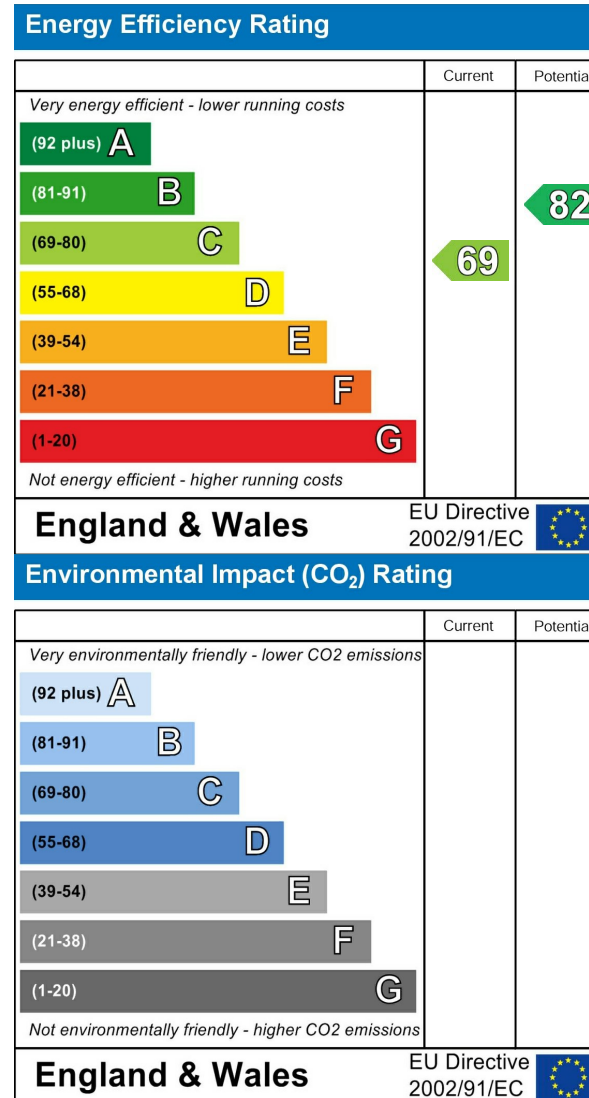 Energy Efficiency Rating
Current Potentia
Very energy efficient - lower running costs
(92 plus) A
(81-91) B
82
(69-80) C
69
(55-68) D
(39-54) E
(21-38) F
(1-20) G
Not energy efficient - higher running costs
England & Wales
EU Directive
2002/91/EC
Environmental Impact (CO₂) Rating
Current Potentia
Very environmentally friendly - lower CO2 emissions
(92 plus) A
(81-91) B
(69-80) C
(55-68) D
(39-54) E
(21-38) F
(1-20) G
Not environmentally friendly - higher CO2 emissions
England & Wales
EU Directive
2002/91/EC